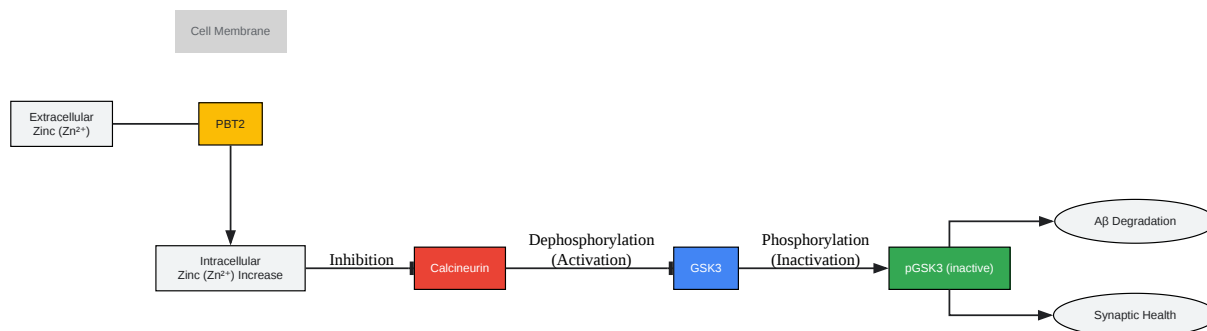 Cell Membrane
Extracellular
Zinc (Zn²⁺)
PBT2
Intracellular
Zinc (Zn²⁺) Increase
Inhibition
Calcineurin
Dephosphorylation
(Activation)
GSK3
Phosphorylation
(Inactivation)
pGSK3 (inactive)
Aβ Degradation
Synaptic Health